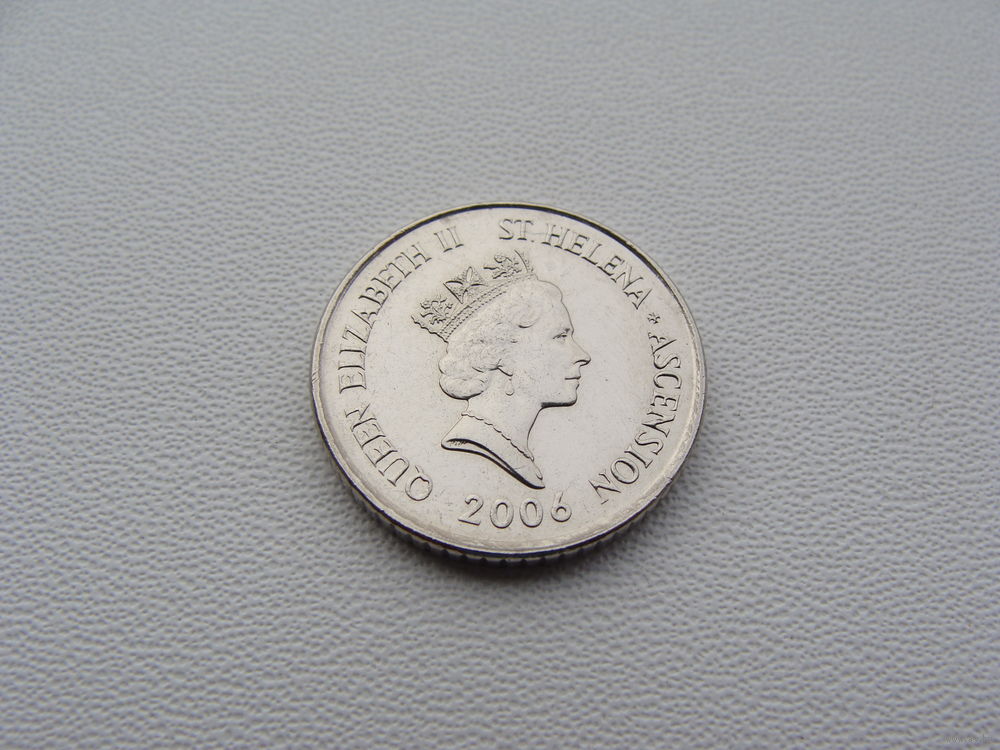 QUEEN ELIZABETH II
ST. HELENA * ASCENSION
2006